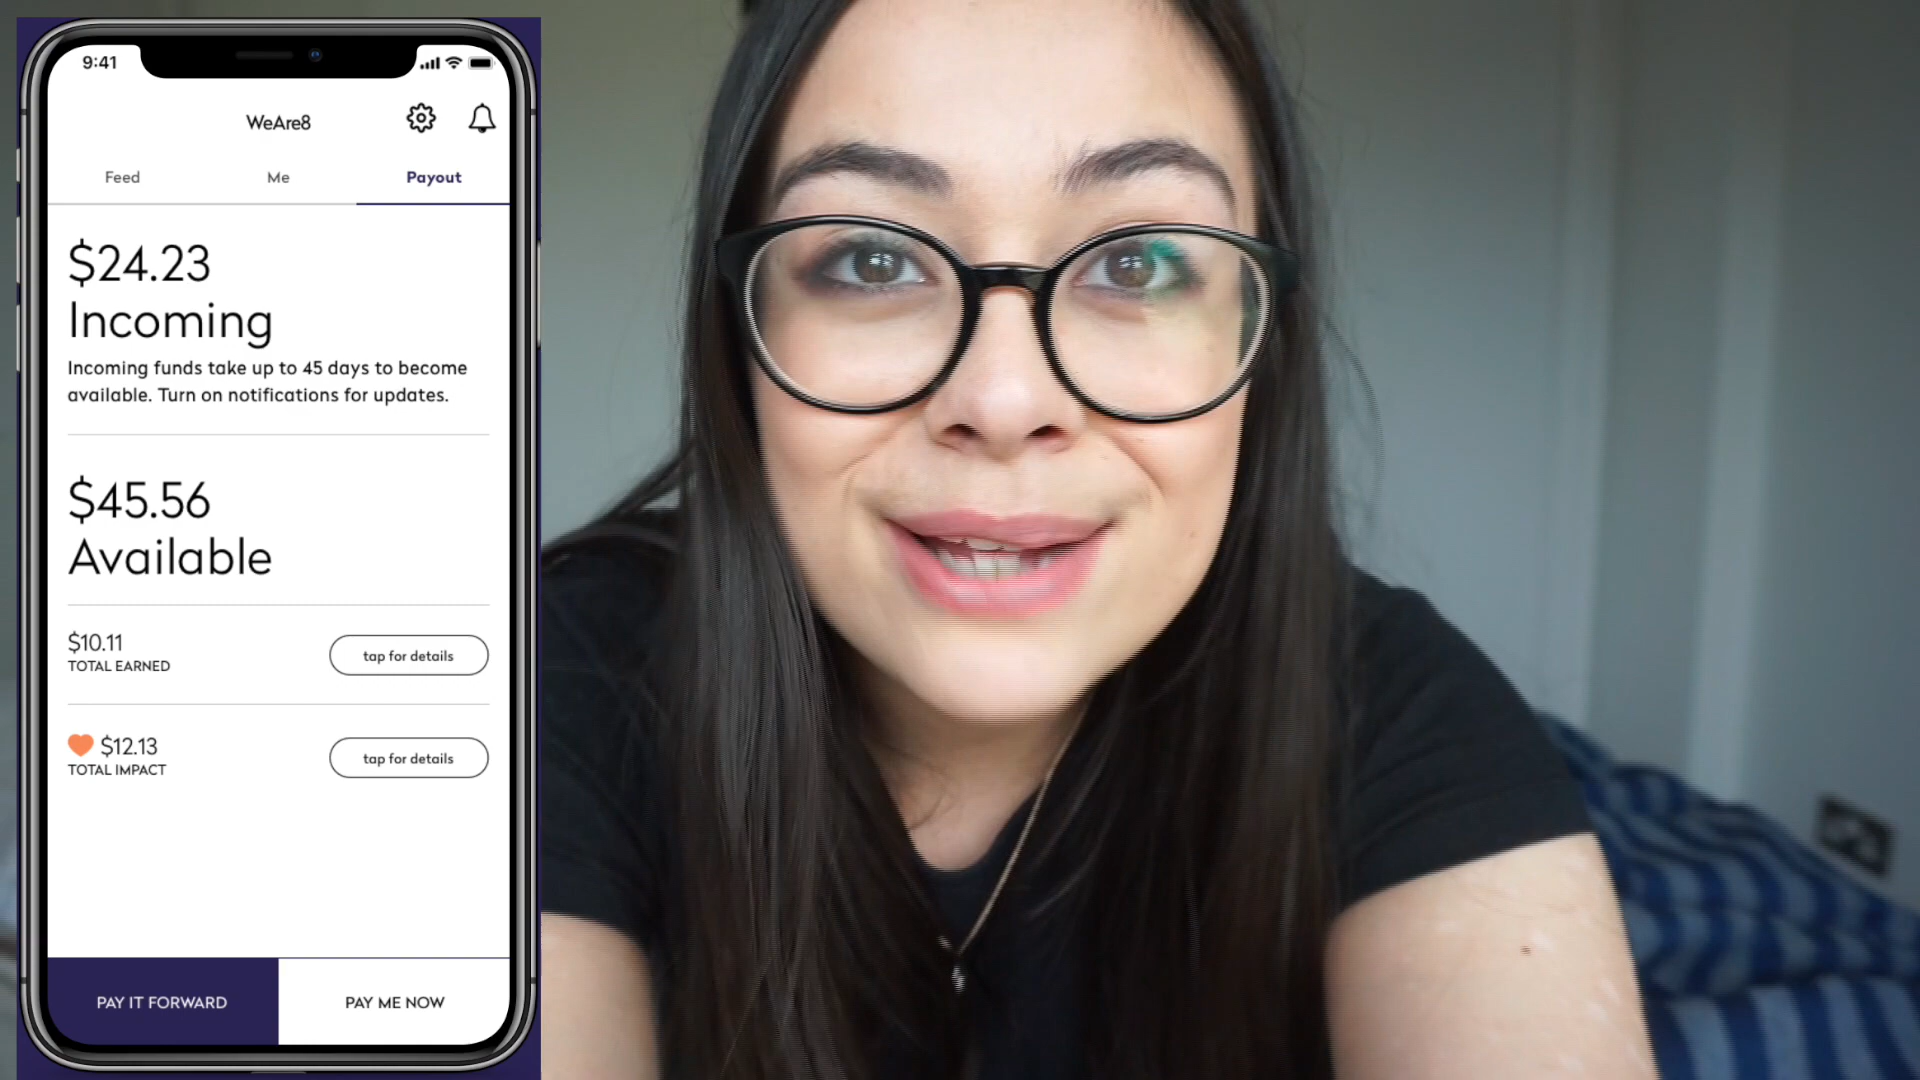 9:41
WeAre8
Feed Me Payout
$24.23
Incoming
Incoming funds take up to 45 days to become
available. Turn on notifications for updates.
$45.56
Available
$10.11
TOTAL EARNED
tap for details
$12.13
TOTAL IMPACT
tap for details
PAY IT FORWARD PAY ME NOW